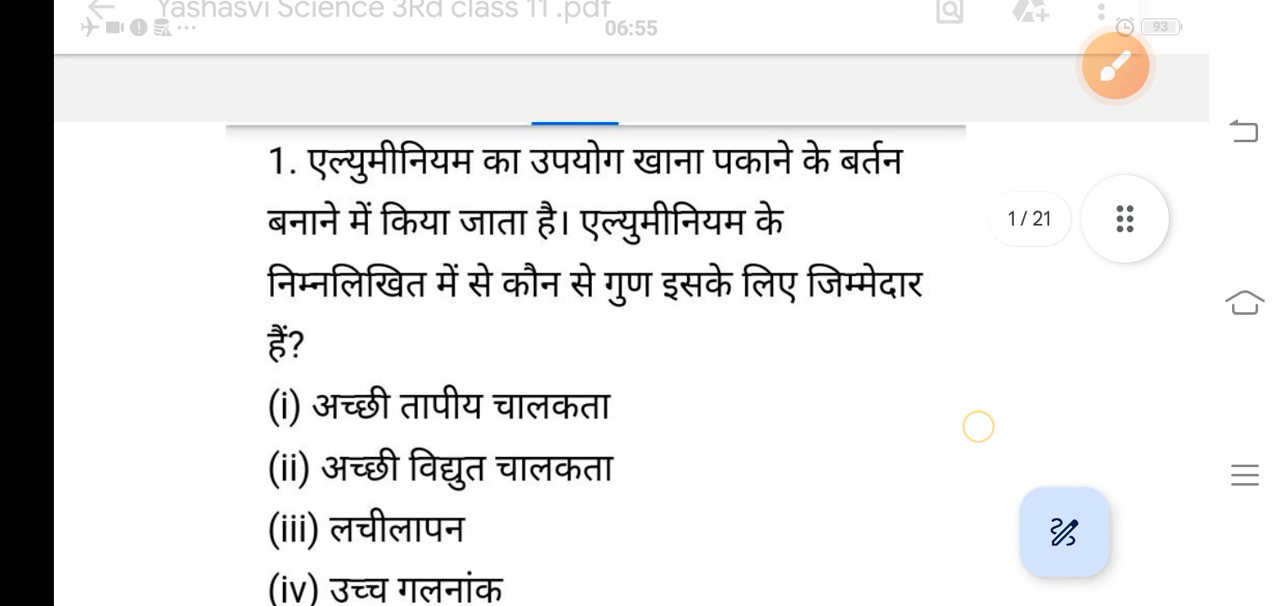 Yashasvi Science 3Rd class 11 .pdf
06:55
93
1 / 21
1. एल्युमीनियम का उपयोग खाना पकाने के बर्तन
बनाने में किया जाता है। एल्युमीनियम के
निम्नलिखित में से कौन से गुण इसके लिए जिम्मेदार
हैं?
(i) अच्छी तापीय चालकता
(ii) अच्छी विद्युत चालकता
(iii) लचीलापन
(iv) उच्च गलनांक